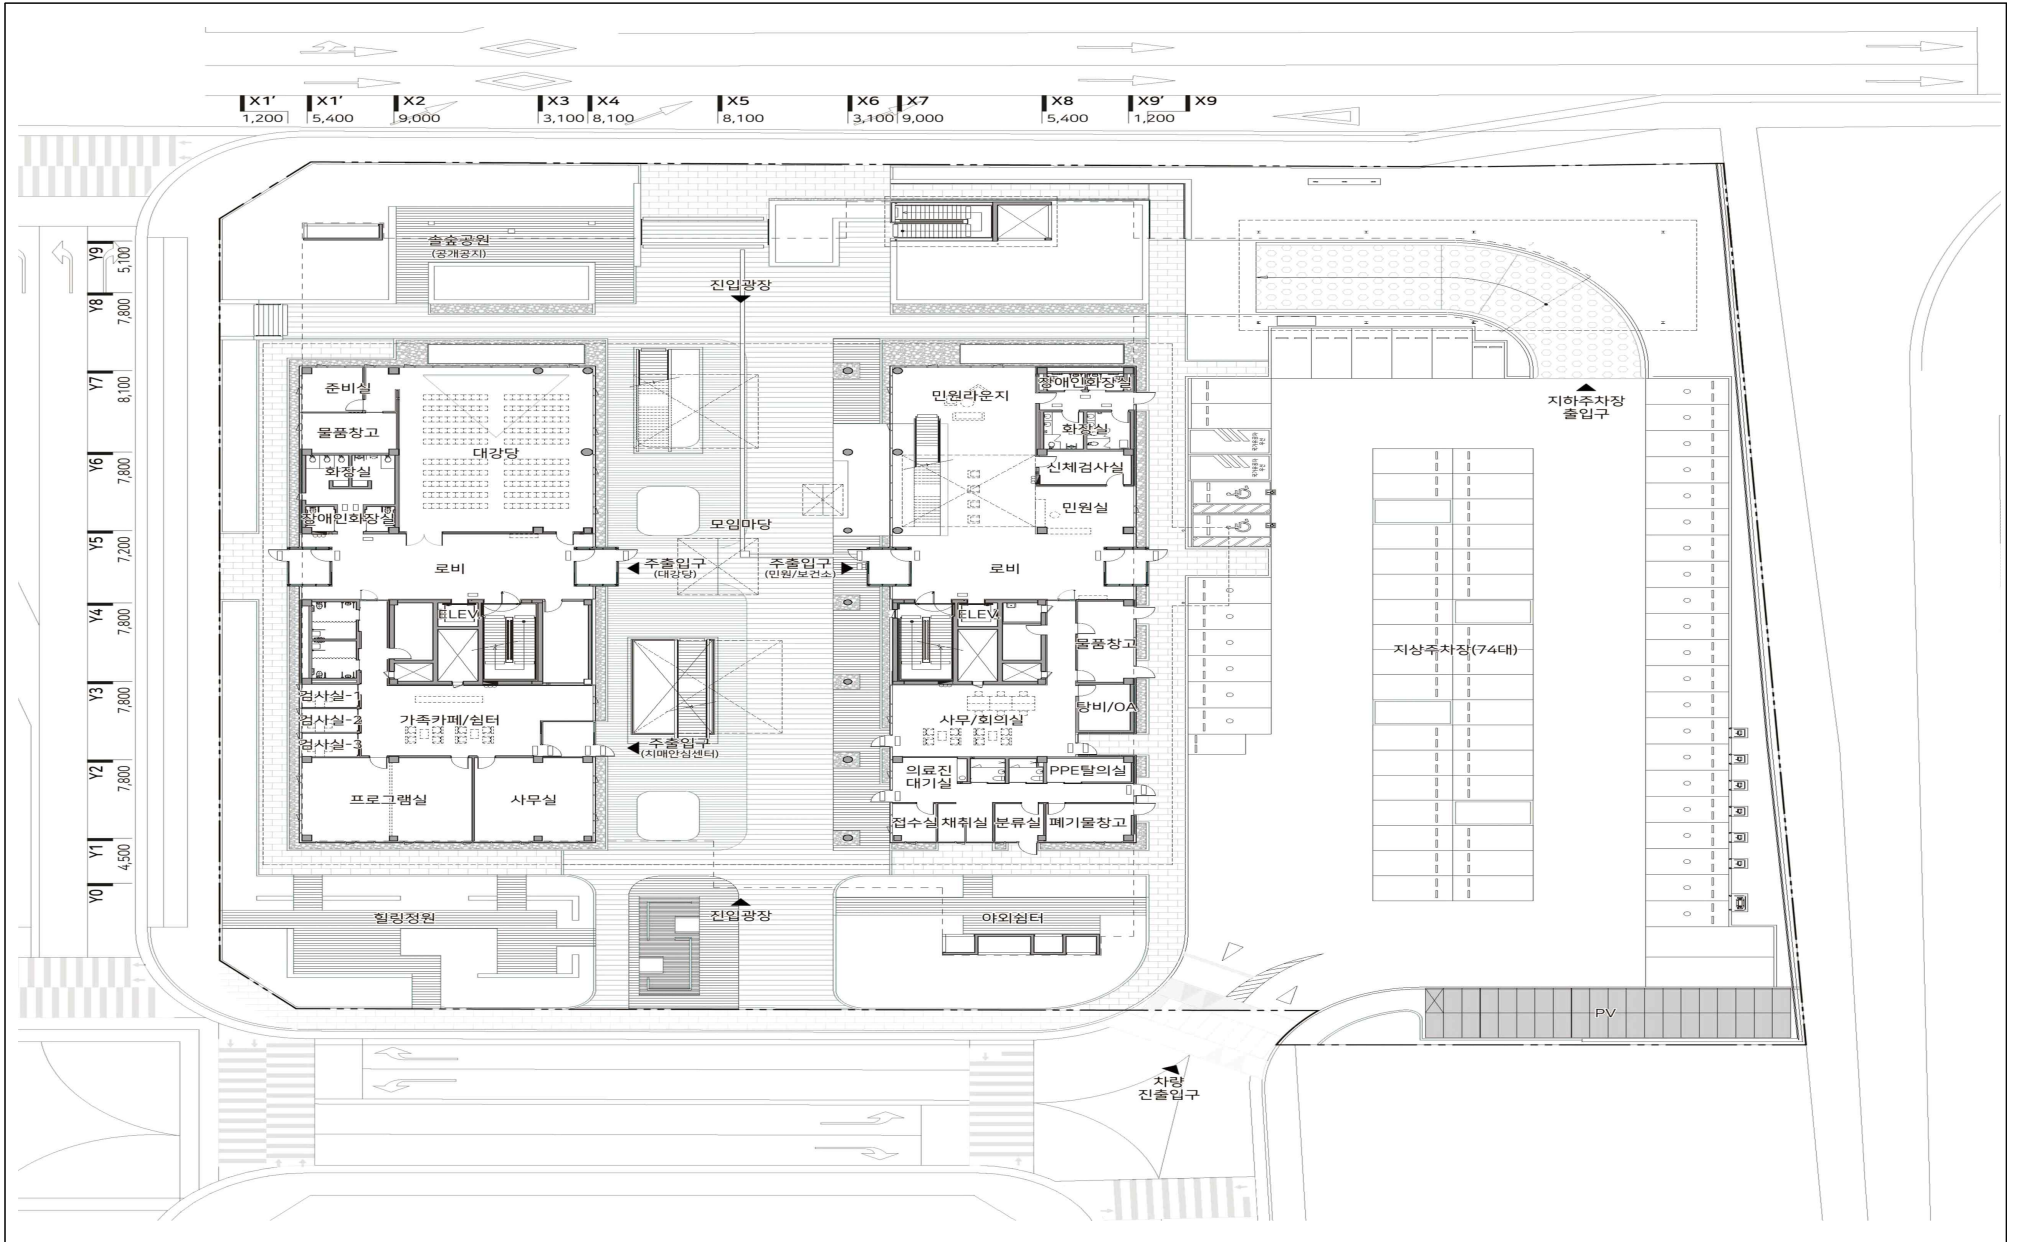 X1' X1' X2 X3 X4 X5 X6 X7 X8 X9' X9
1,200 5,400 9,000 3,100 8,100 8,100 3,100 9,000 5,400 1,200
Y9
5,100
Y8
7,800
Y7
8,100
Y6
7,800
Y5
7,200
Y4
7,800
Y3
7,800
Y2
7,800
Y1
4,500
Y0
솔숲공원
(공개공지)
진입광장
준비실
물품창고
화장실
장애인화장실
대강당
로비
모임마당
주출입구
(대강당)
주출입구
(민원/보건소)
민원라운지
장애인화장실
화장실
신체검사실
민원실
로비
지하주차장
출입구
ELEV
ELEV
물품창고
지상주차장(74대)
검사실-1
검사실-2
검사실-3
가족카페/쉼터
주출입구
(치매안심센터)
사무/회의실
탕비/OA
프로그램실
사무실
의료진
대기실
PPE탈의실
접수실
채취실
분류실
폐기물창고
힐링정원
진입광장
야외쉼터
PV
차량
진출입구